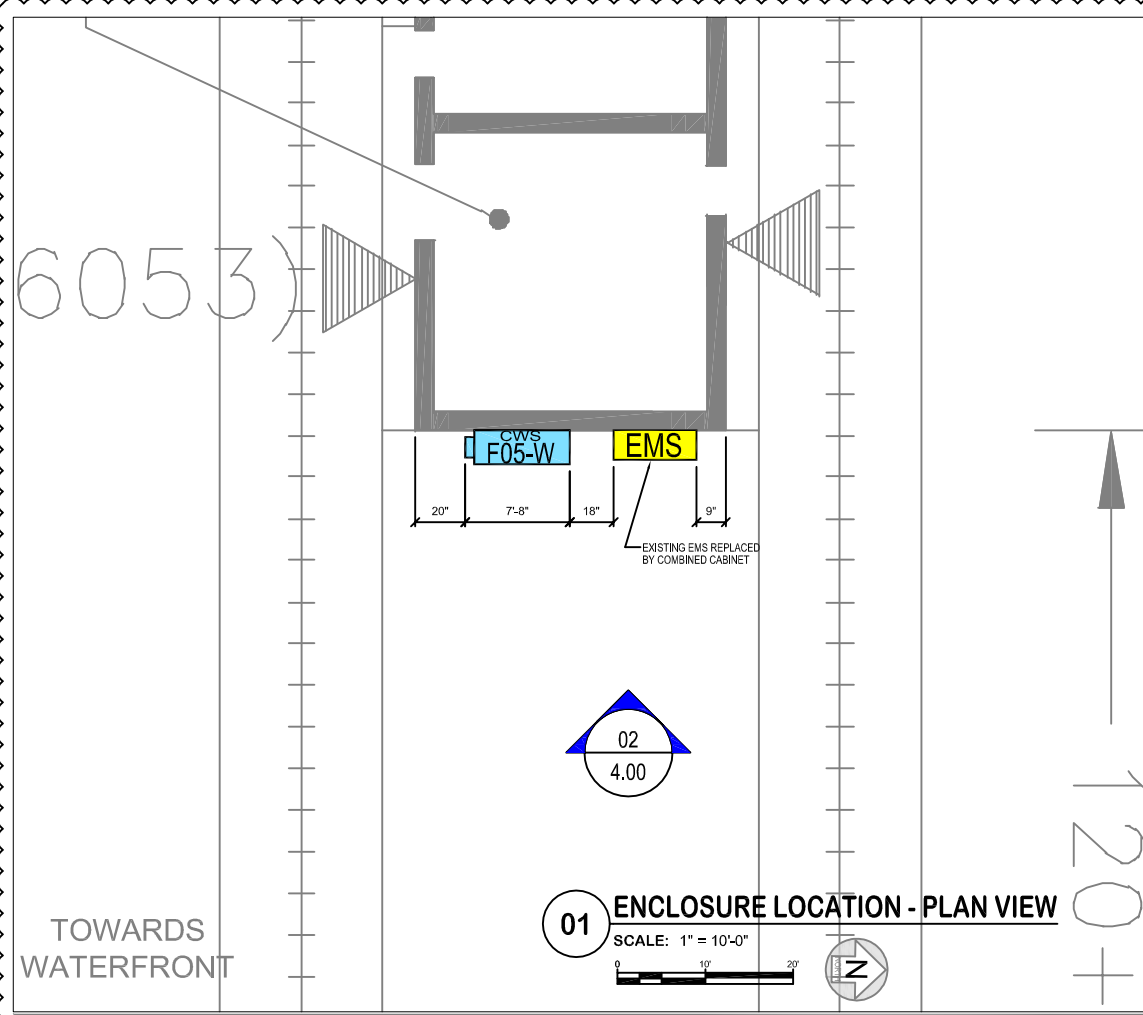 6053)
CWS
F05-W
EMS
20"
7'-8"
18"
9"
EXISTING EMS REPLACED
BY COMBINED CABINET
02
4.00
120+
TOWARDS
WATERFRONT
01
ENCLOSURE LOCATION - PLAN VIEW
SCALE: 1" = 10'-0"
0 10' 20'
N